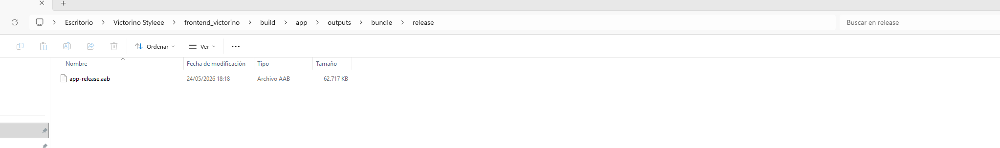 Escritorio > Victorino Styleee > frontend_victorino > build > app > outputs > bundle > release
Buscar en release
Ordenar
Ver
Nombre
Fecha de modificación
Tipo
Tamaño
app-release.aab
24/05/2026 18:18
Archivo AAB
62.717 KB